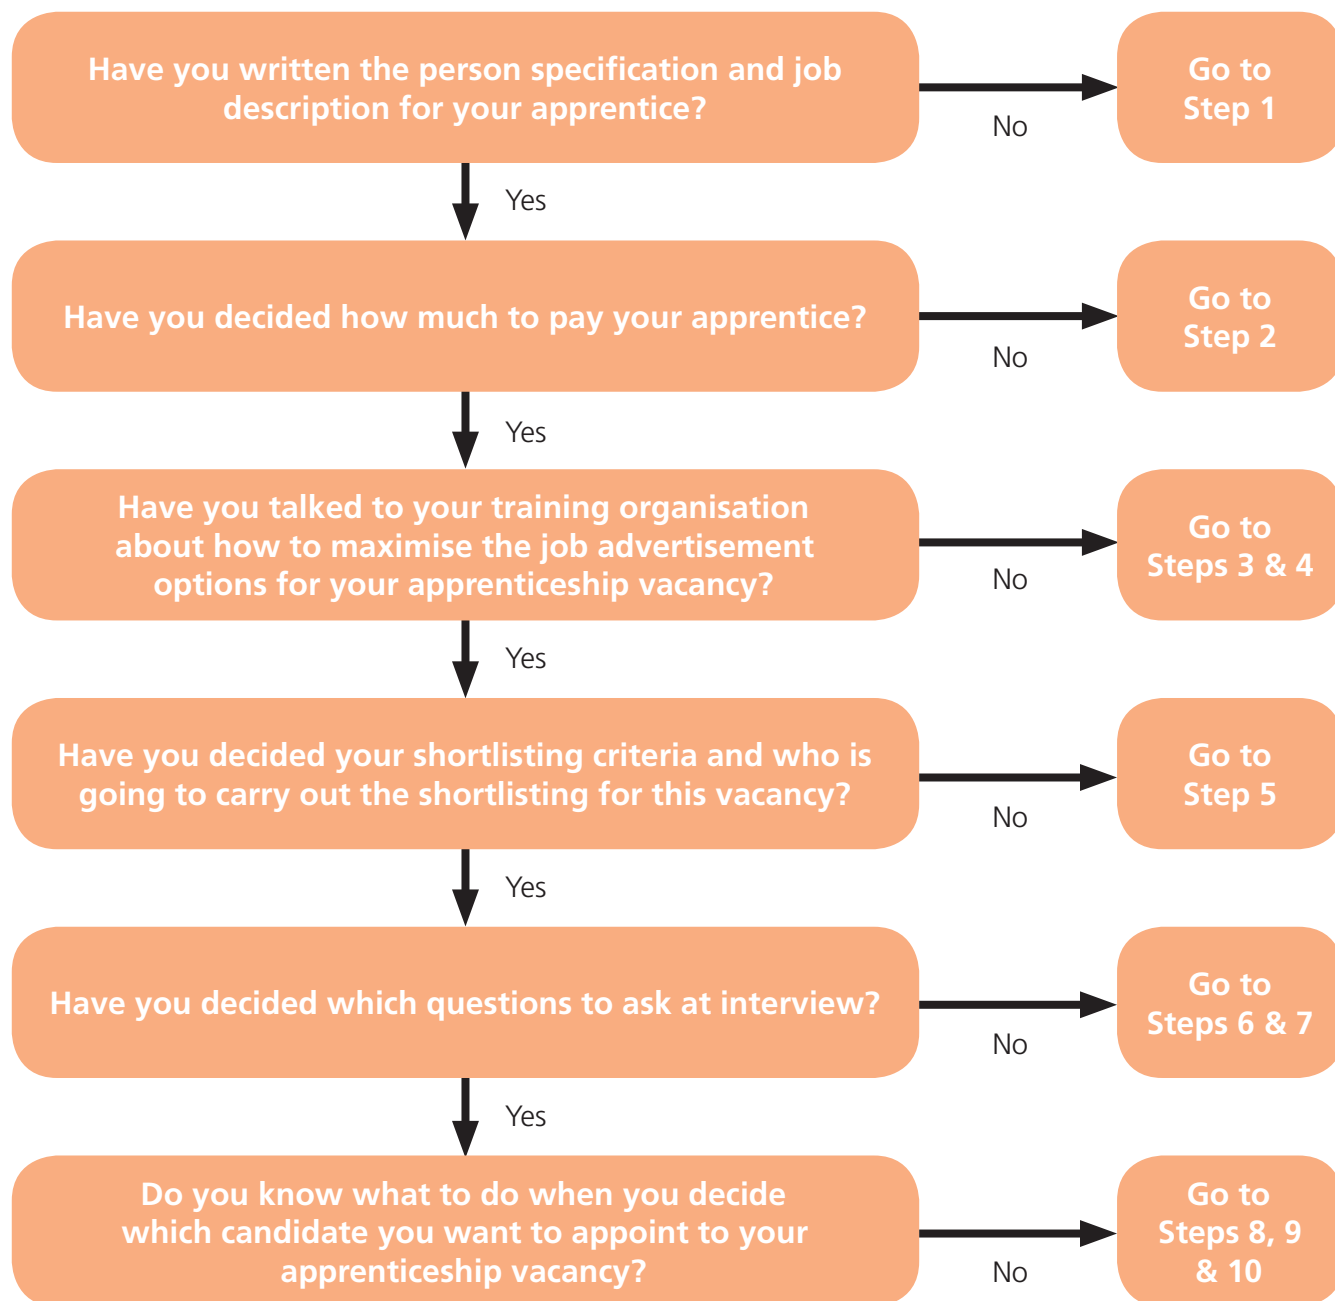 Have you written the person specification and job
description for your apprentice?
No
Go to
Step 1
Yes
Have you decided how much to pay your apprentice?
No
Go to
Step 2
Yes
Have you talked to your training organisation
about how to maximise the job advertisement
options for your apprenticeship vacancy?
No
Go to
Steps 3 & 4
Yes
Have you decided your shortlisting criteria and who is
going to carry out the shortlisting for this vacancy?
No
Go to
Step 5
Yes
Have you decided which questions to ask at interview?
No
Go to
Steps 6 & 7
Yes
Do you know what to do when you decide
which candidate you want to appoint to your
apprenticeship vacancy?
No
Go to
Steps 8, 9
& 10